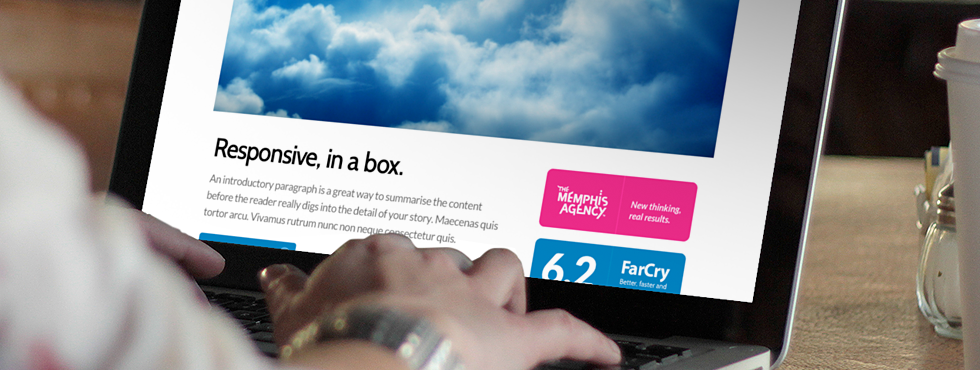 Responsive, in a box.
An introductory paragraph is a great way to summarise the content
before the reader really digs into the detail of your story. Maecenas quis
tortor arcu. Vivamus rutrum nunc non neque consectetur quis.
THE
MEMPHIS
AGENCY
New thinking,
real results.
6.2
FarCry
Better, faster and